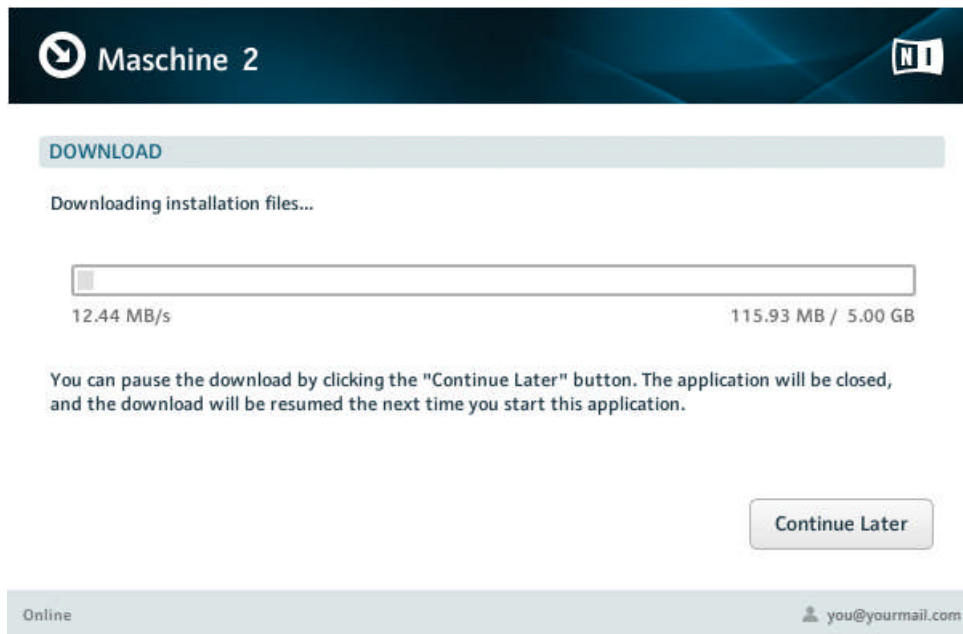 Maschine 2
NI
DOWNLOAD
Downloading installation files...
12.44 MB/s
115.93 MB / 5.00 GB
You can pause the download by clicking the "Continue Later" button. The application will be closed,
and the download will be resumed the next time you start this application.
Continue Later
Online
you@yourmail.com